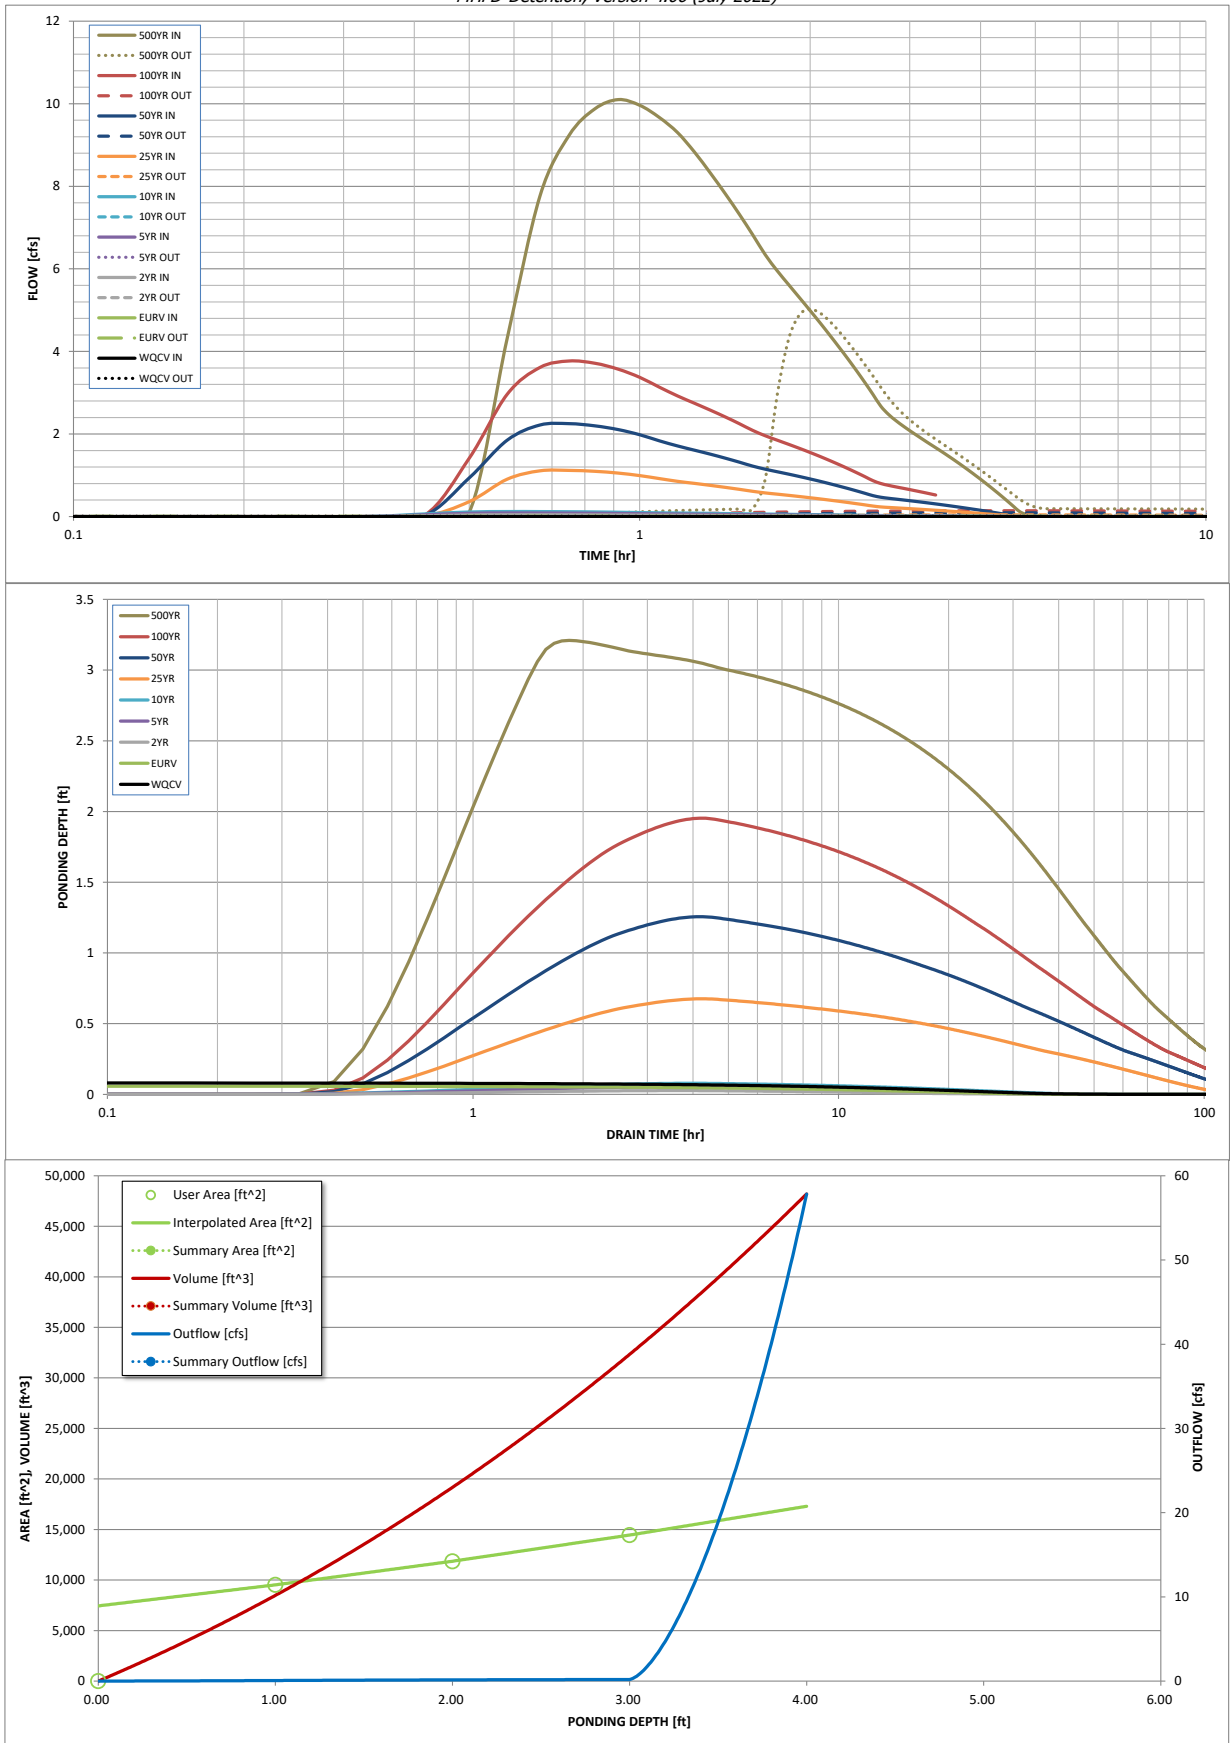 MHFD-Detention, Version 4.06 (July 2022)
12
10
8
6
4
2
0
FLOW [cfs]
500YR IN
500YR OUT
100YR IN
100YR OUT
50YR IN
50YR OUT
25YR IN
25YR OUT
10YR IN
10YR OUT
5YR IN
5YR OUT
2YR IN
2YR OUT
EURV IN
EURV OUT
WQCV IN
WQCV OUT
0.1
1
10
TIME [hr]
3.5
3
2.5
2
1.5
1
0.5
0
PONDING DEPTH [ft]
500YR
100YR
50YR
25YR
10YR
5YR
2YR
EURV
WQCV
0.1
1
10
100
DRAIN TIME [hr]
50,000
45,000
40,000
35,000
30,000
25,000
20,000
15,000
10,000
5,000
0
AREA [ft^2], VOLUME [ft^3]
User Area [ft^2]
Interpolated Area [ft^2]
Summary Area [ft^2]
Volume [ft^3]
Summary Volume [ft^3]
Outflow [cfs]
Summary Outflow [cfs]
60
50
40
30
20
10
0
OUTFLOW [cfs]
0.00
1.00
2.00
3.00
4.00
5.00
6.00
PONDING DEPTH [ft]